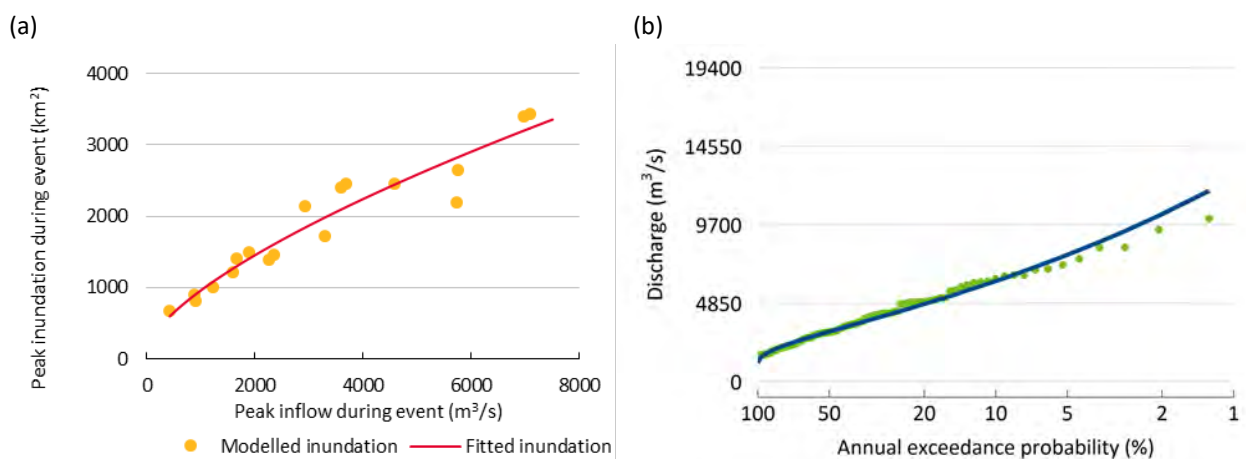 (a)
(b)
Peak inundation during event (km²)
4000
3000
2000
1000
0
0 2000 4000 6000 8000
Peak inflow during event (m³/s)
Modelled inundation Fitted inundation
Discharge (m³/s)
19400
14550
9700
4850
0
100 50 20 10 5 2 1
Annual exceedance probability (%)